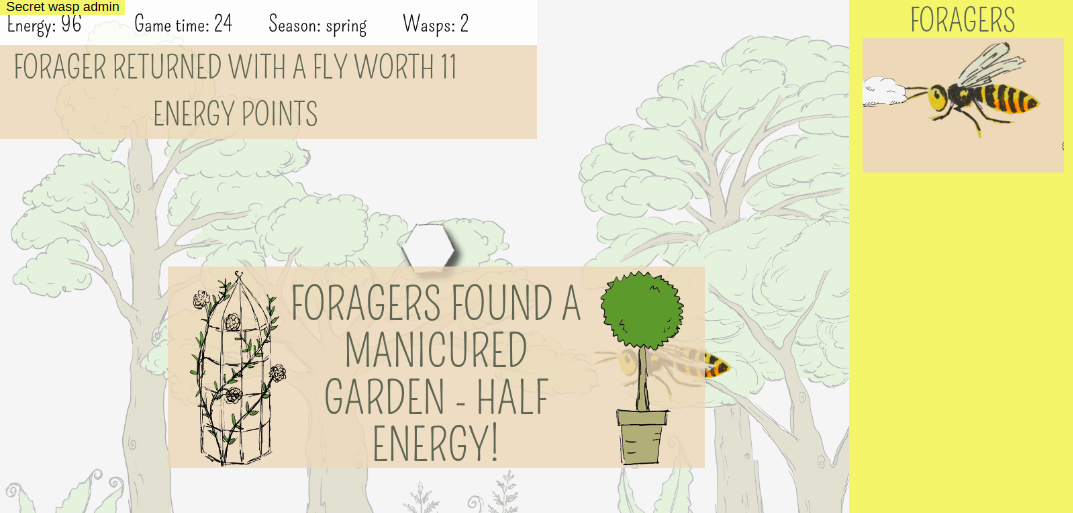 Secret wasp admin
Energy: 96 Game time: 24 Season: spring Wasps: 2
FORAGER RETURNED WITH A FLY WORTH 11
ENERGY POINTS
FORAGERS FOUND A
MANICURED
GARDEN - HALF
ENERGY!
FORAGERS